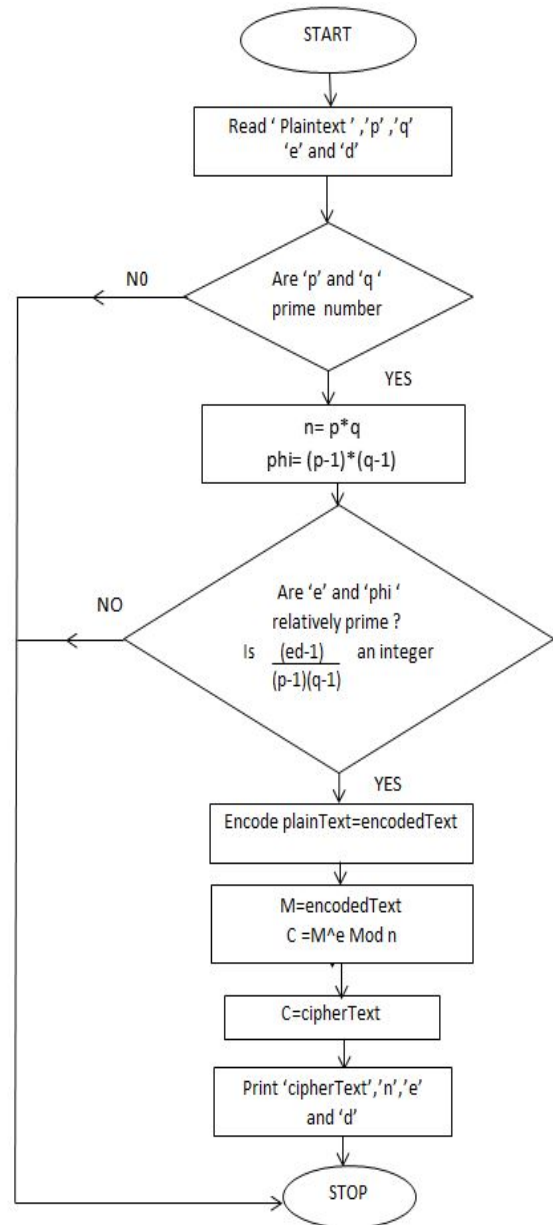 START
Read ‘ Plaintext ’ ,’p’ ,’q’
‘e’ and ‘d’
N0
Are ‘p’ and ‘q ‘
prime number
YES
n= p*q
phi= (p-1)*(q-1)
NO
Are ‘e’ and ‘phi ‘
relatively prime ?
Is (ed-1) an integer
(p-1)(q-1)
YES
Encode plainText=encodedText
M=encodedText
C =M^e Mod n
C=cipherText
Print ‘cipherText’,’n’,’e’
and ‘d’
STOP